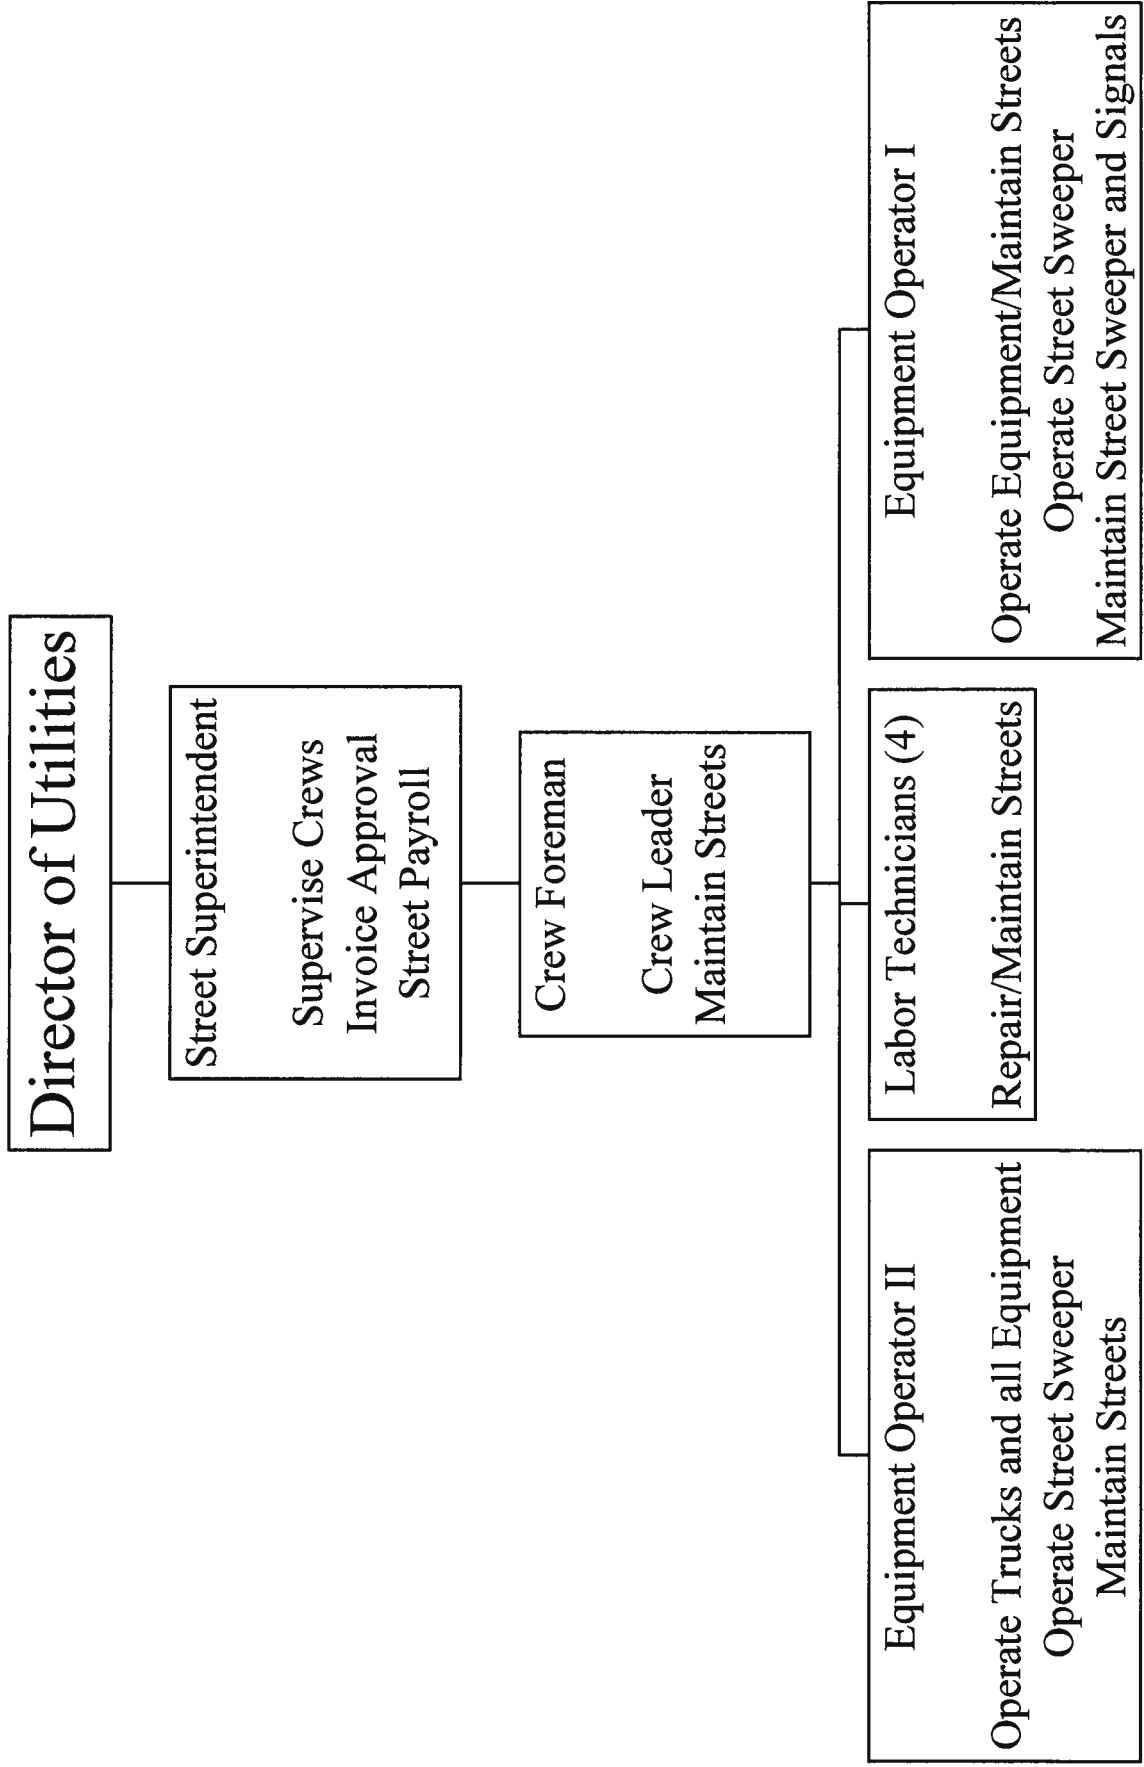 Director of Utilities
Street Superintendent
Supervise Crews
Invoice Approval
Street Payroll
Crew Foreman
Crew Leader
Maintain Streets
Equipment Operator II
Operate Trucks and all Equipment
Operate Street Sweeper
Maintain Streets
Labor Technicians (4)
Repair/Maintain Streets
Equipment Operator I
Operate Equipment/Maintain Streets
Operate Street Sweeper
Maintain Street Sweeper and Signals